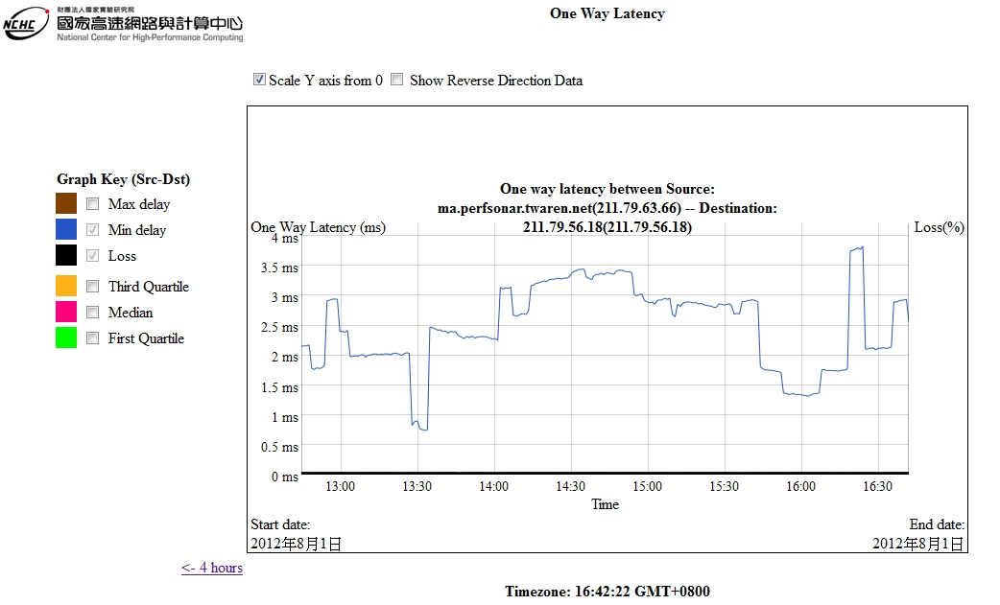 NCHC
財團法人國家實驗研究院
國家高速網路與計算中心
National Center for High-Performance Computing
One Way Latency
Scale Y axis from 0 Show Reverse Direction Data
Graph Key (Src-Dst)
Max delay
Min delay
Loss
Third Quartile
Median
First Quartile
One way latency between Source:
ma.perfsonar.twaren.net(211.79.63.66) -- Destination:
211.79.56.18(211.79.56.18)
One Way Latency (ms)
Loss(%)
4 ms
3.5 ms
3 ms
2.5 ms
2 ms
1.5 ms
1 ms
0.5 ms
0 ms
13:00 13:30 14:00 14:30 15:00 15:30 16:00 16:30
Time
Start date: End date:
2012年8月1日 2012年8月1日
<- 4 hours
Timezone: 16:42:22 GMT+0800